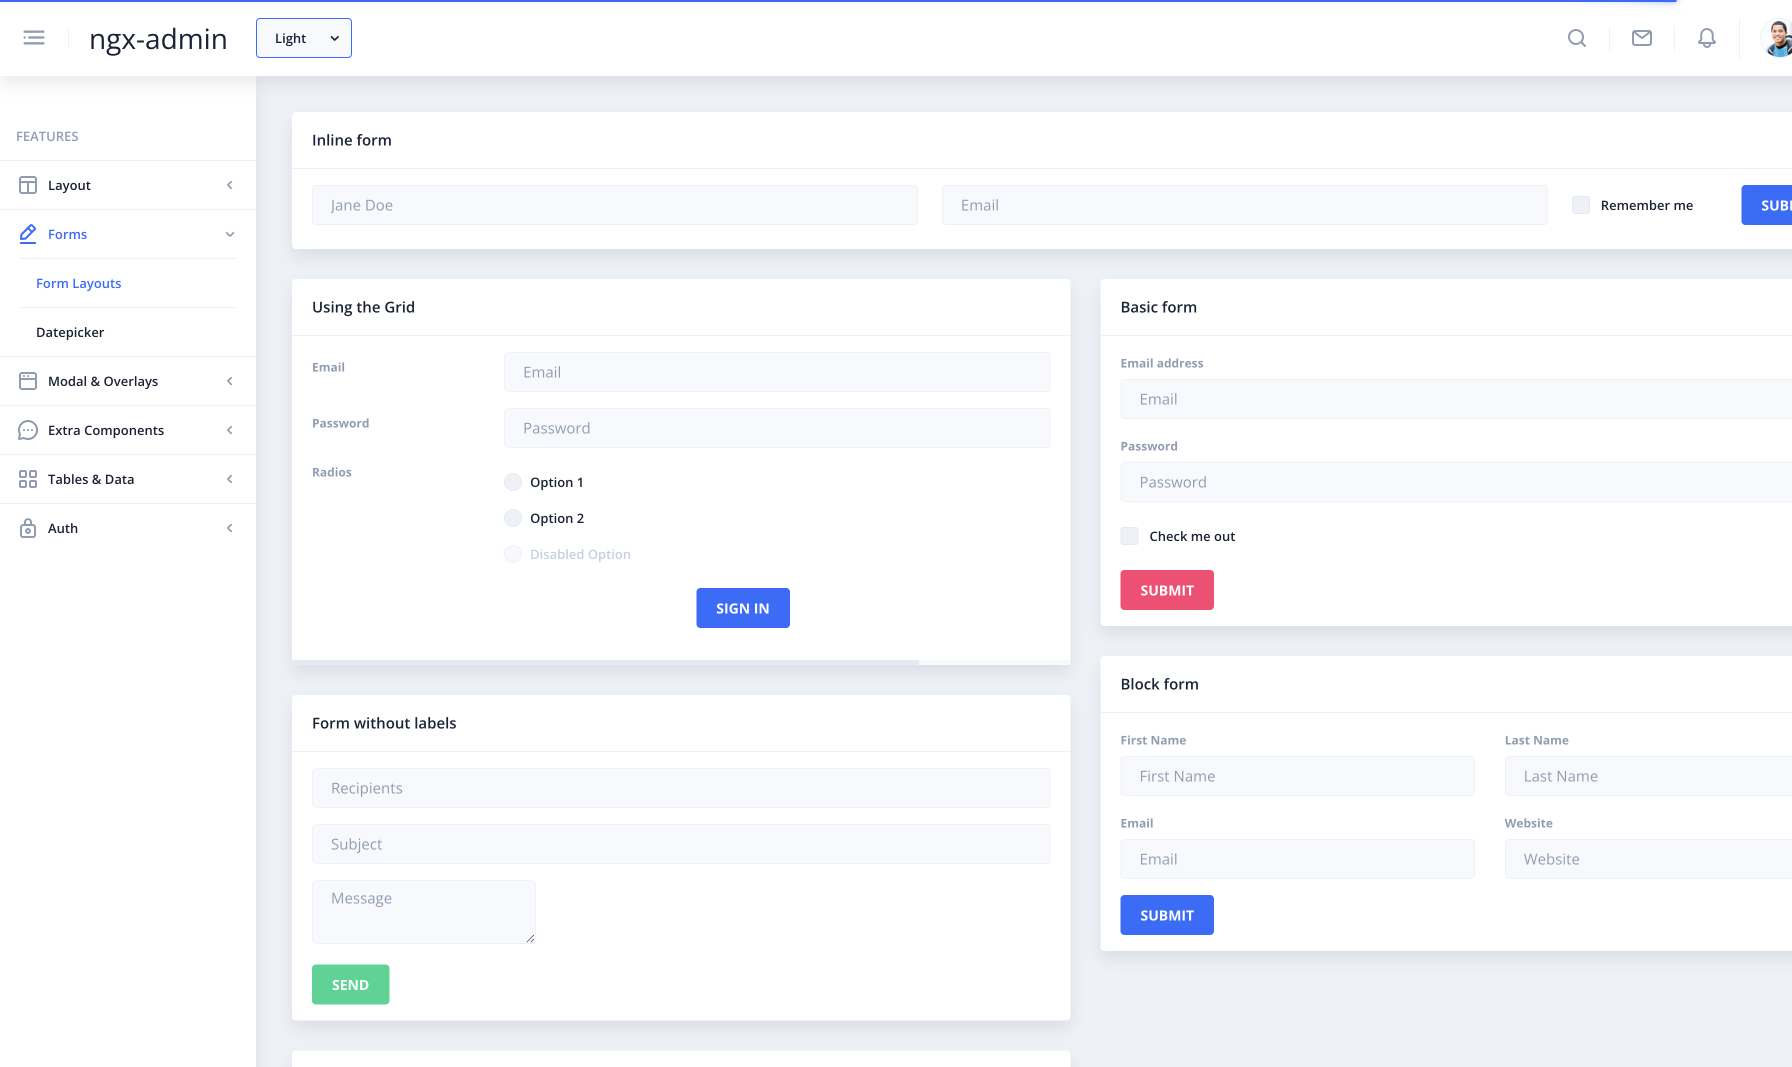 ngx-admin
Light
FEATURES
Layout
Forms
Form Layouts
Datepicker
Modal & Overlays
Extra Components
Tables & Data
Auth
Inline form
Jane Doe
Email
Remember me
Using the Grid
Email
Email
Password
Password
Radios
Option 1
Option 2
Disabled Option
SIGN IN
Form without labels
Recipients
Subject
Message
SEND
Basic form
Email address
Email
Password
Password
Check me out
SUBMIT
Block form
First Name
Last Name
First Name
Last Name
Email
Website
Email
Website
SUBMIT